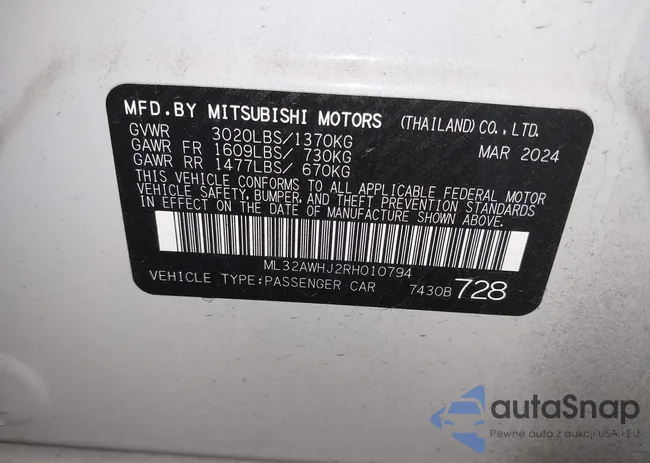 MFD. BY MITSUBISHI MOTORS (THAILAND) CO., LTD.
GVWR 3020LBS/1370KG MAR 2024
GAWR FR 1609LBS/ 730KG
GAWR RR 1477LBS/ 670KG
THIS VEHICLE CONFORMS TO ALL APPLICABLE FEDERAL MOTOR
VEHICLE SAFETY, BUMPER, AND THEFT PREVENTION STANDARDS
IN EFFECT ON THE DATE OF MANUFACTURE SHOWN ABOVE.
ML32AWHJ2RH010794
VEHICLE TYPE:PASSENGER CAR 7430B 728
autaSnap
Pewne auto z aukcji USA i EU